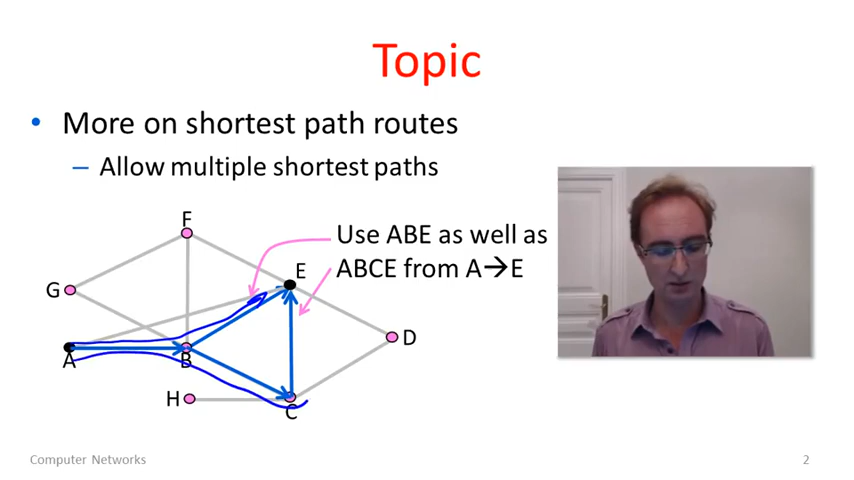 Topic
• More on shortest path routes
– Allow multiple shortest paths
F
Use ABE as well as
ABCE from A→E
E
G
D
A
B
H
C
Computer Networks
2